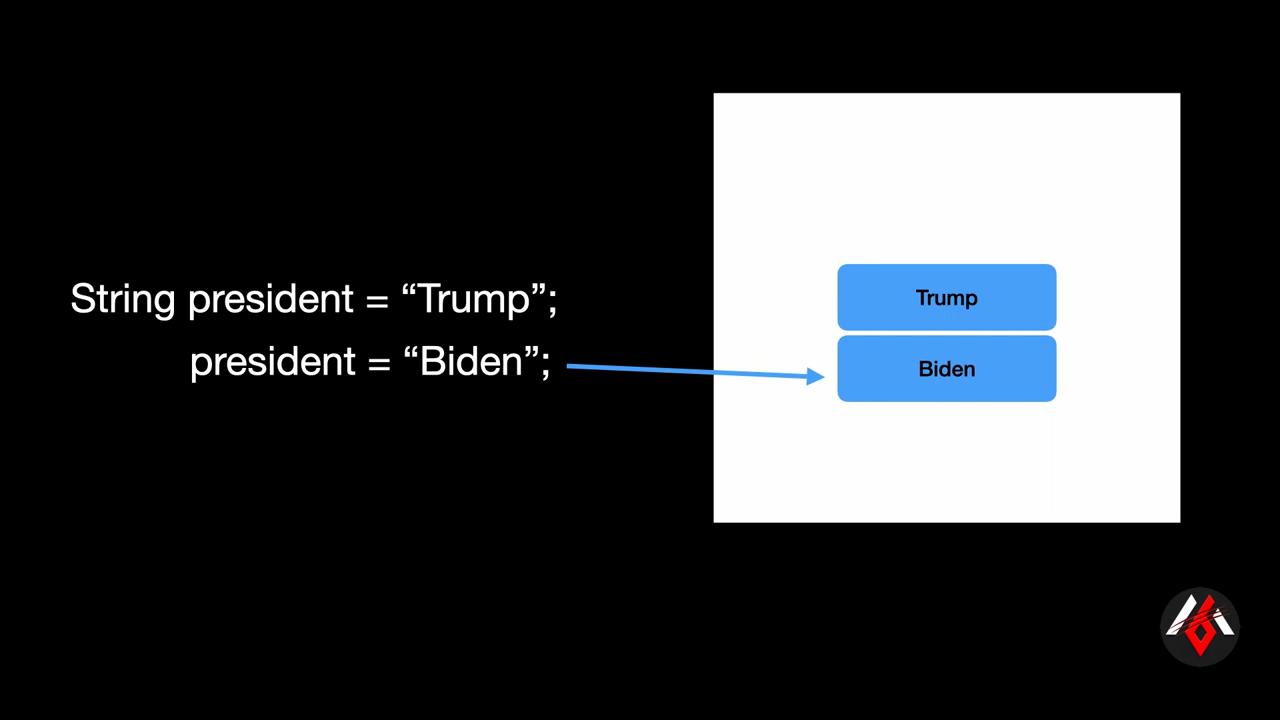 String president = “Trump”;
president = “Biden”;
Trump
Biden